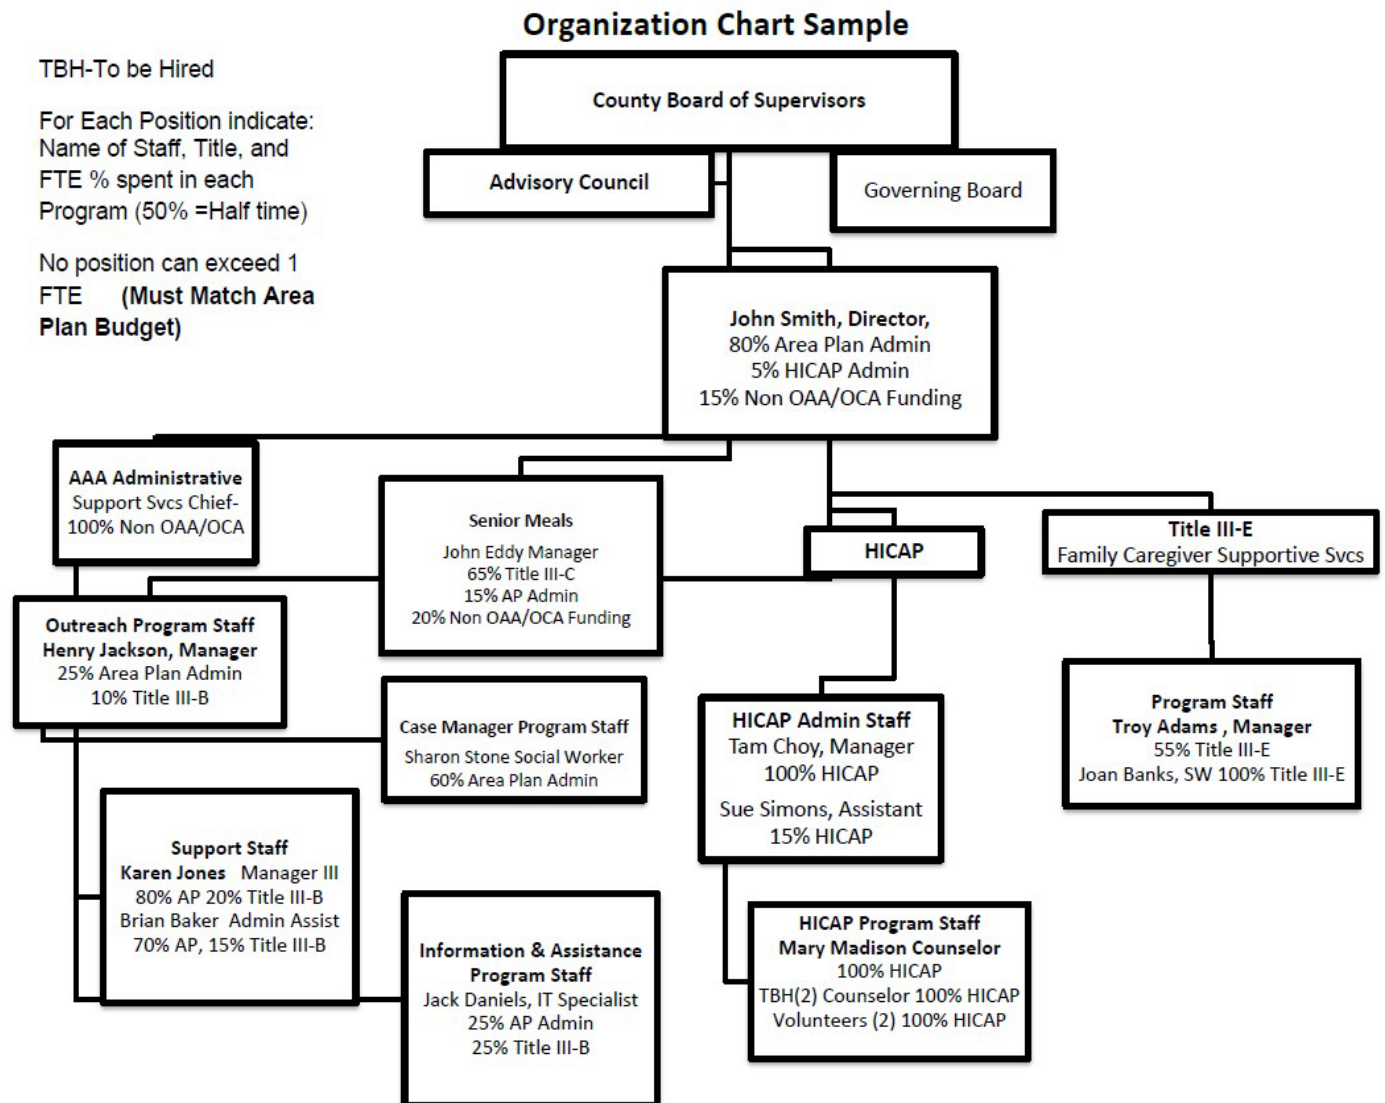 Organization Chart Sample
TBH-To be Hired
For Each Position indicate:
Name of Staff, Title, and
FTE % spent in each
Program (50% =Half time)
No position can exceed 1
FTE (Must Match Area
Plan Budget)
County Board of Supervisors
Advisory Council
Governing Board
John Smith, Director,
80% Area Plan Admin
5% HICAP Admin
15% Non OAA/OCA Funding
AAA Administrative
Support Svcs Chief-
100% Non OAA/OCA
Senior Meals
John Eddy Manager
65% Title III-C
15% AP Admin
20% Non OAA/OCA Funding
HICAP
Title III-E
Family Caregiver Supportive Svcs
Outreach Program Staff
Henry Jackson, Manager
25% Area Plan Admin
10% Title III-B
Case Manager Program Staff
Sharon Stone Social Worker
60% Area Plan Admin
HICAP Admin Staff
Tam Choy, Manager
100% HICAP
Sue Simons, Assistant
15% HICAP
Program Staff
Troy Adams , Manager
55% Title III-E
Joan Banks, SW 100% Title III-E
Support Staff
Karen Jones Manager III
80% AP 20% Title III-B
Brian Baker Admin Assist
70% AP, 15% Title III-B
Information & Assistance
Program Staff
Jack Daniels, IT Specialist
25% AP Admin
25% Title III-B
HICAP Program Staff
Mary Madison Counselor
100% HICAP
TBH(2) Counselor 100% HICAP
Volunteers (2) 100% HICAP